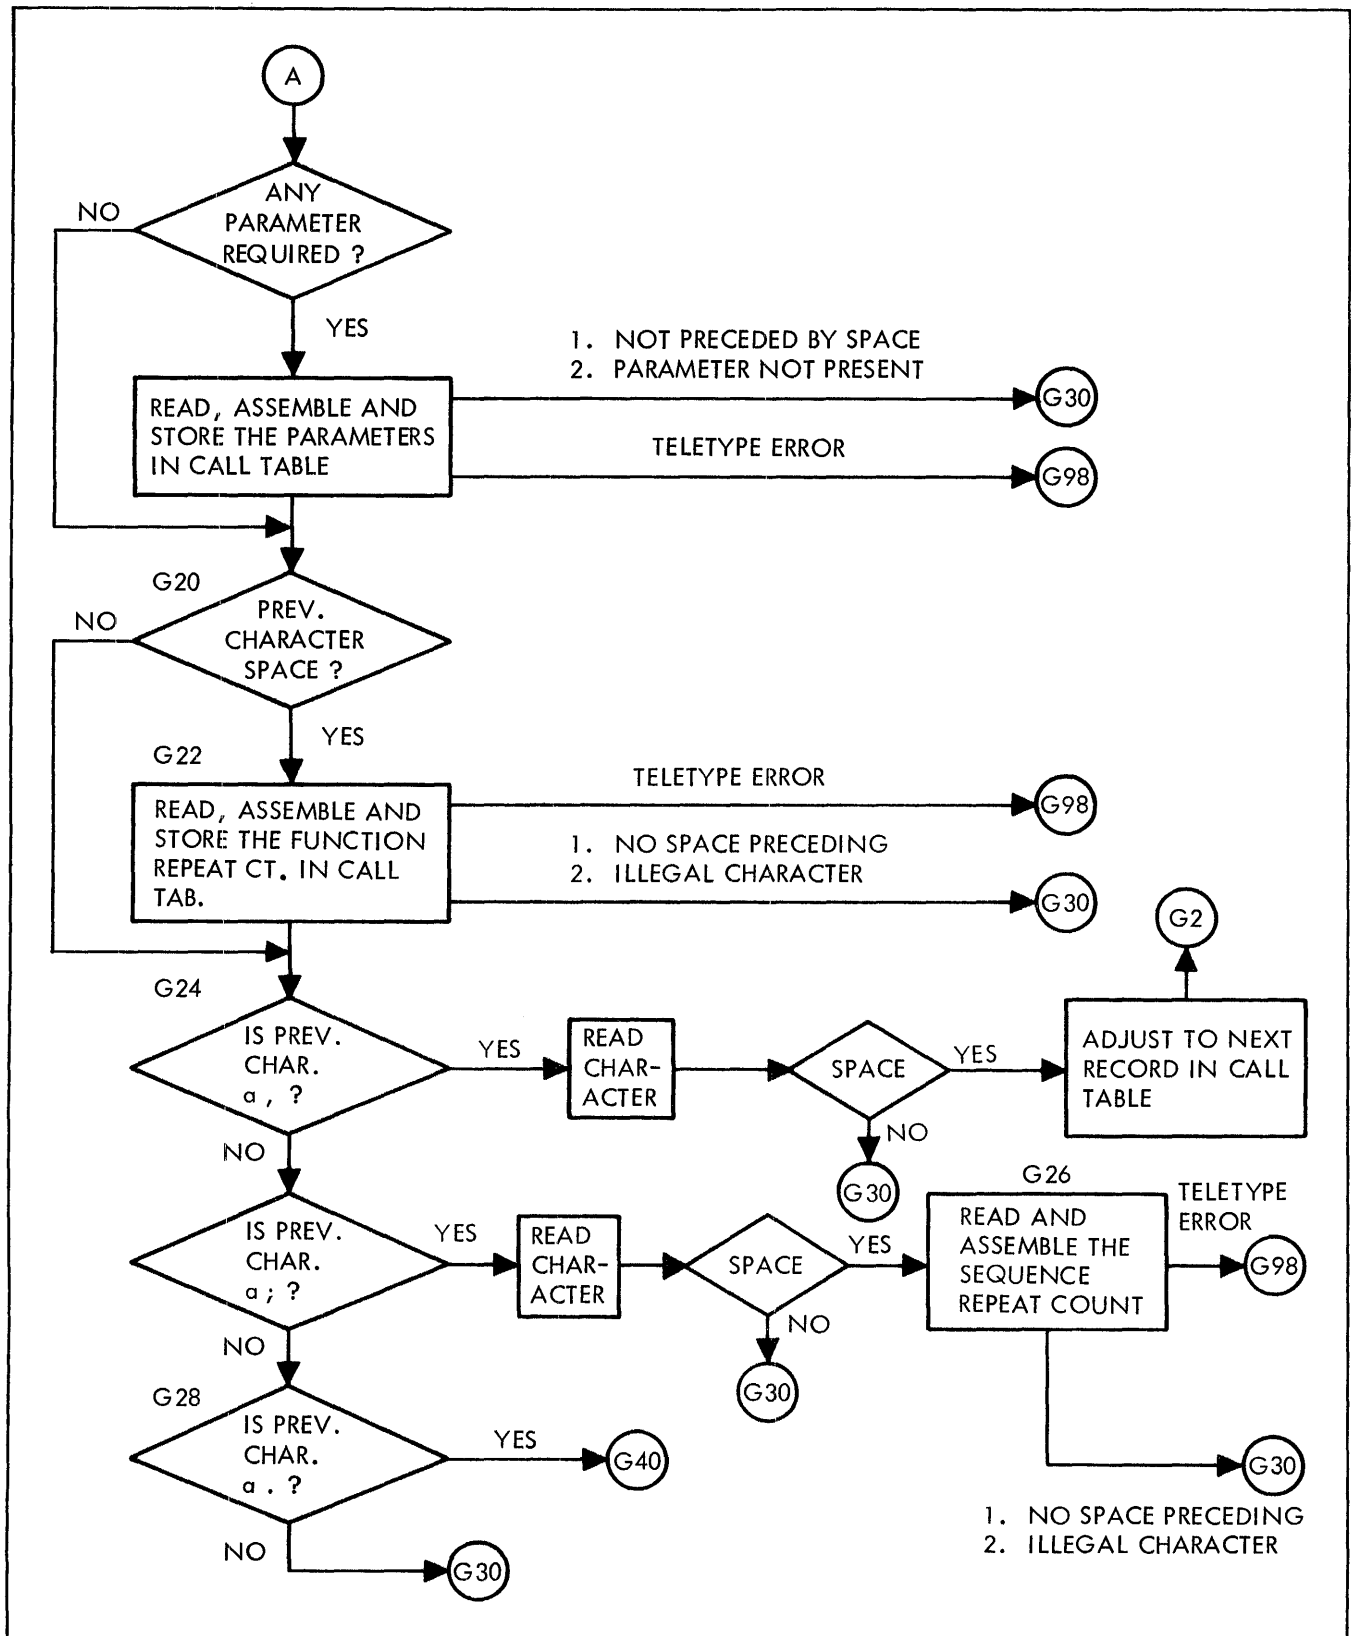 A
ANY
PARAMETER
REQUIRED ?
NO
YES
1. NOT PRECEDED BY SPACE
2. PARAMETER NOT PRESENT
READ, ASSEMBLE AND
STORE THE PARAMETERS
IN CALL TABLE
G30
TELETYPE ERROR
G98
G20
NO
PREV.
CHARACTER
SPACE ?
YES
G22
READ, ASSEMBLE AND
STORE THE FUNCTION
REPEAT CT. IN CALL
TAB.
TELETYPE ERROR
G98
1. NO SPACE PRECEDING
2. ILLEGAL CHARACTER
G30
G2
G24
IS PREV.
CHAR.
a , ?
YES
READ
CHAR-
ACTER
SPACE
YES
ADJUST TO NEXT
RECORD IN CALL
TABLE
NO
G30
NO
IS PREV.
CHAR.
a ; ?
YES
READ
CHAR-
ACTER
SPACE
YES
G26
READ AND
ASSEMBLE THE
SEQUENCE
REPEAT COUNT
TELETYPE
ERROR
G98
NO
G30
NO
G28
IS PREV.
CHAR.
a . ?
YES
G40
G30
1. NO SPACE PRECEDING
2. ILLEGAL CHARACTER
NO
G30